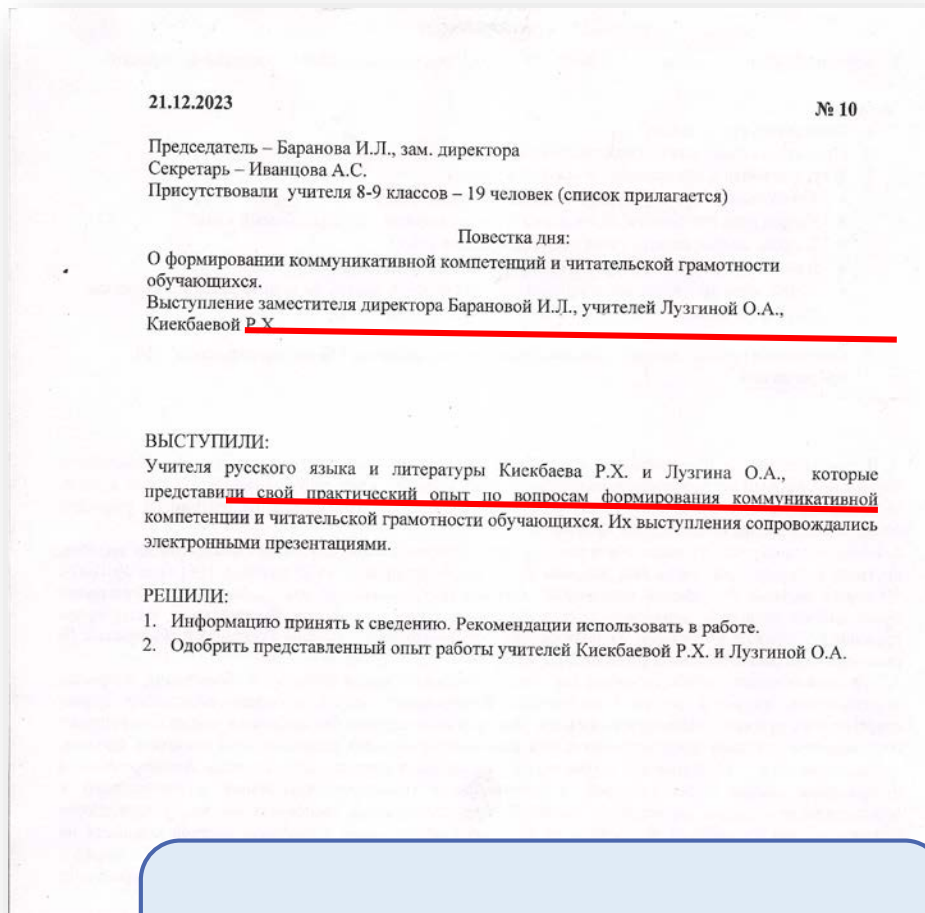 21.12.2023
№ 10
Председатель – Баранова И.Л., зам. директора
Секретарь – Иванцова А.С.
Присутствовали учителя 8-9 классов – 19 человек (список прилагается)
Повестка дня:
О формировании коммуникативной компетенций и читательской грамотности
обучающихся.
Выступление заместителя директора Барановой И.Л., учителей Лузгиной О.А.,
Киекбаевой Р.Х.
ВЫСТУПИЛИ:
Учителя русского языка и литературы Киекбаева Р.Х. и Лузгина О.А., которые
представили свой практический опыт по вопросам формирования коммуникативной
компетенции и читательской грамотности обучающихся. Их выступления сопровождались
электронными презентациями.
РЕШИЛИ:
1. Информацию принять к сведению. Рекомендации использовать в работе.
2. Одобрить представленный опыт работы учителей Киекбаевой Р.Х. и Лузгиной О.А.